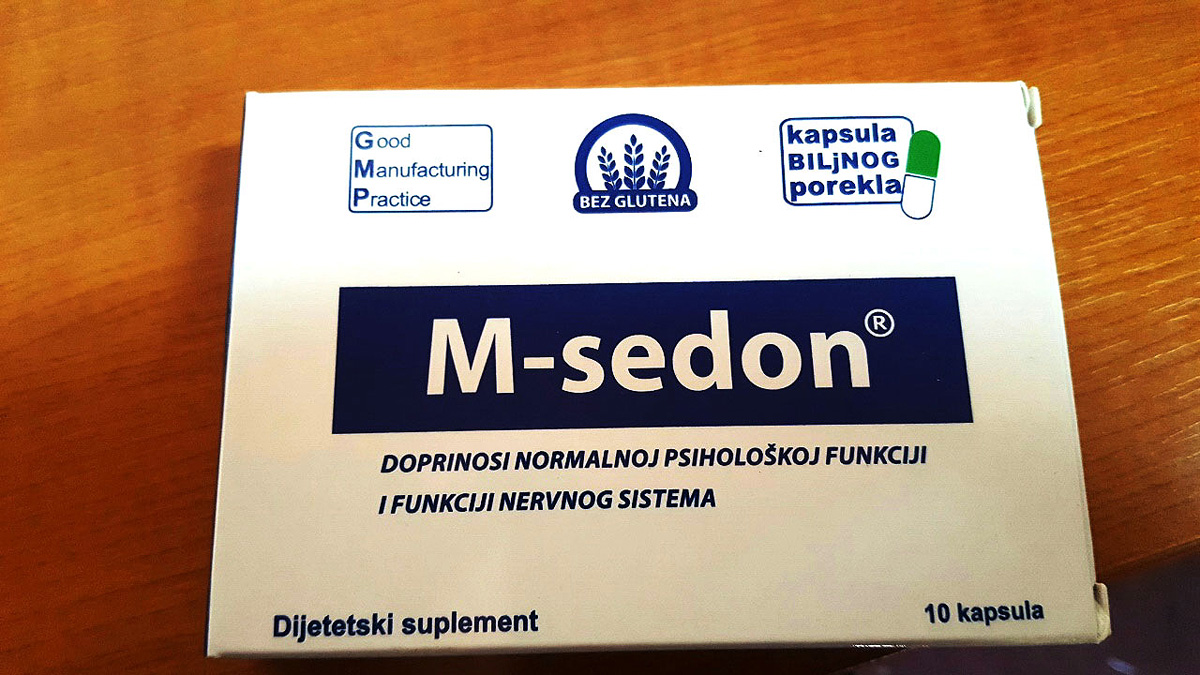 Good
Manufacturing
Practice
BEZ GLUTENA
kapsula
BILjNOG
porekla
M-sedon®
DOPRINOSI NORMALNOJ PSIHOLOŠKOJ FUNKCIJI
I FUNKCIJI NERVNOG SISTEMA
Dijetetski suplement
10 kapsula